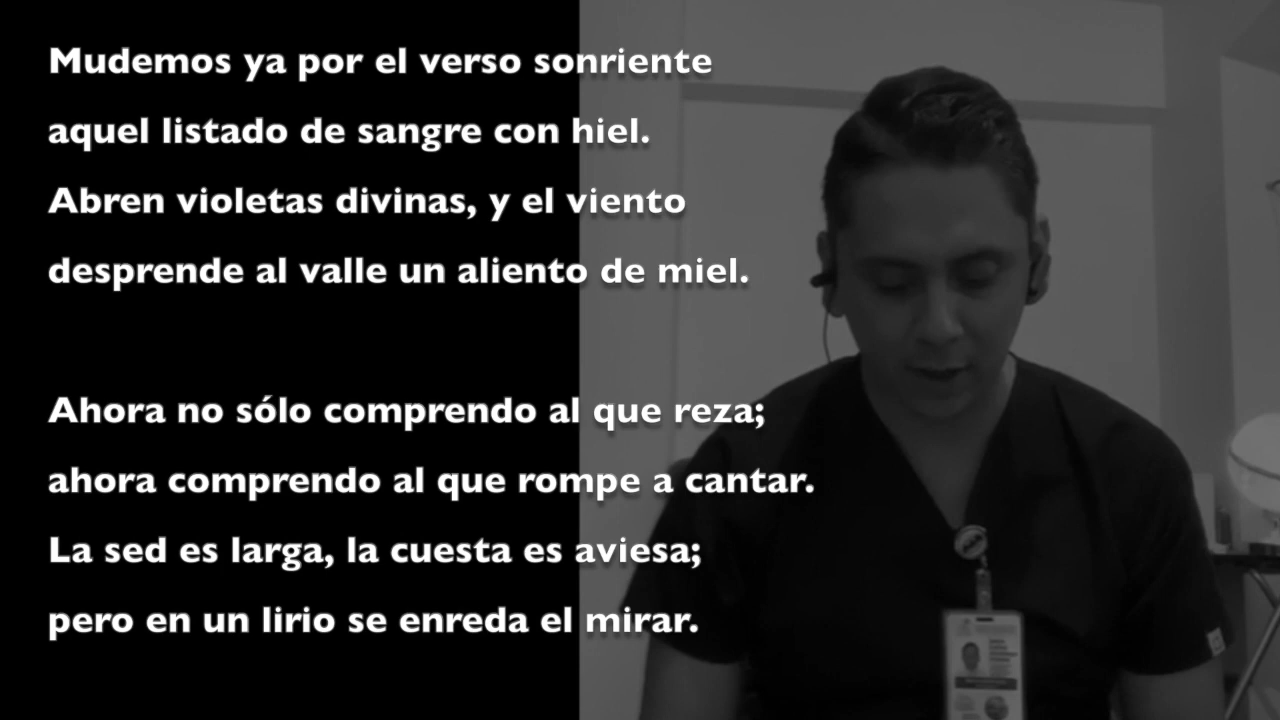 Mudemos ya por el verso sonriente
aquel listado de sangre con hiel.
Abren violetas divinas, y el viento
desprende al valle un aliento de miel.
Ahora no sólo comprendo al que reza;
ahora comprendo al que rompe a cantar.
La sed es larga, la cuesta es aviesa;
pero en un lirio se enreda el mirar.